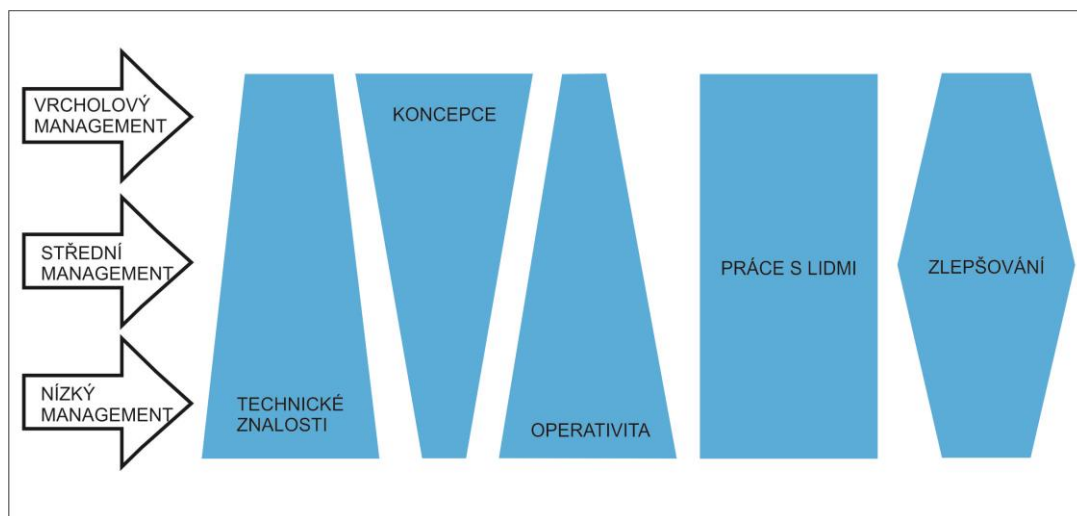 VRCHOLOVÝ
MANAGEMENT
STŘEDNÍ
MANAGEMENT
NÍZKÝ
MANAGEMENT
TECHNICKÉ
ZNALOSTI
KONCEPCE
OPERATIVITA
PRÁCE S LIDMI
ZLEPŠOVÁNÍ